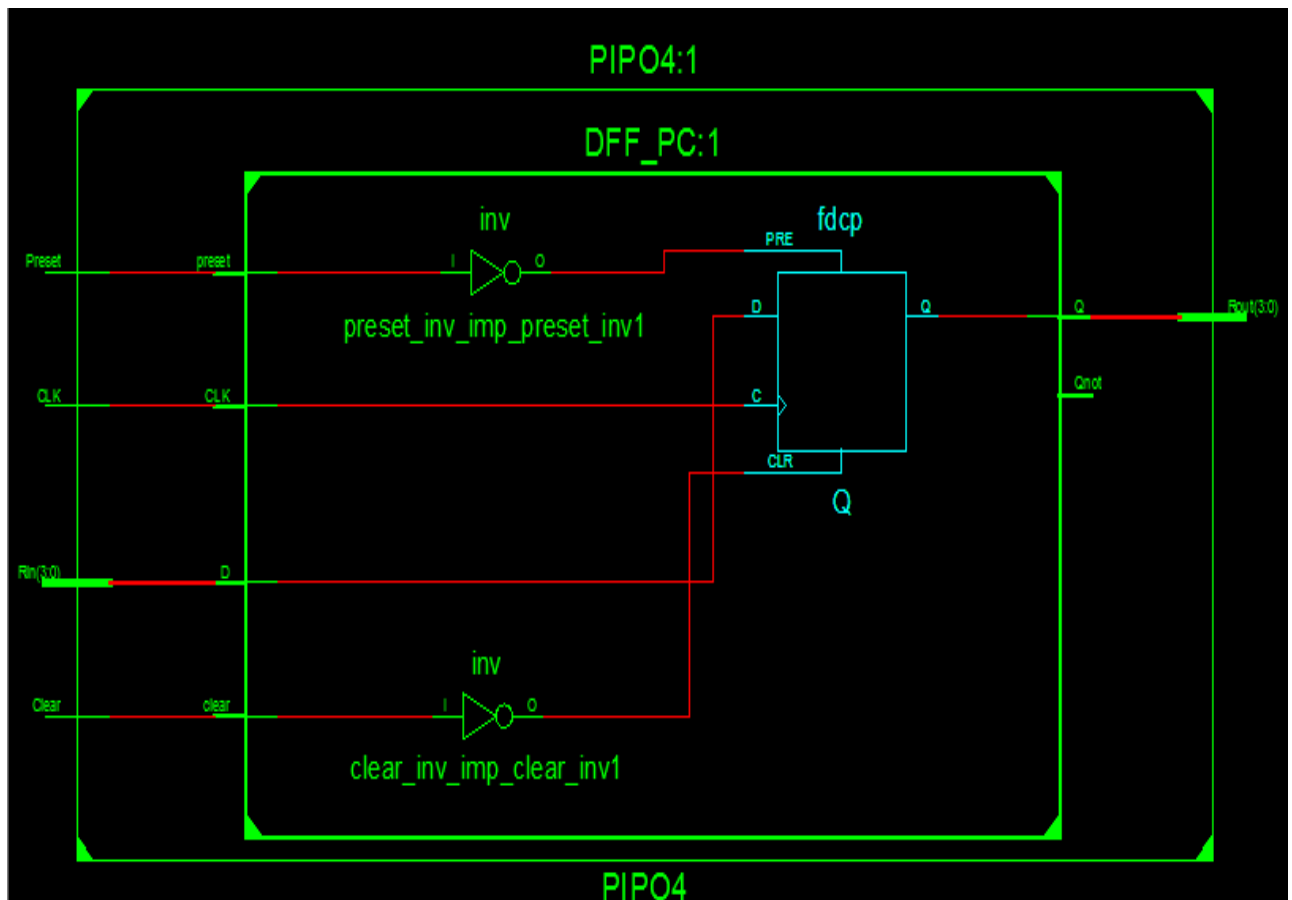 PIPO4:1
DFF_PC:1
inv
fdcp
PRE
Preset
preset
I
O
preset_inv_imp_preset_inv1
D
Q
Q
Rout(3:0)
Qnot
CLK
CLK
C
CLR
Q
Rin(3:0)
D
inv
Clear
clear
I
O
clear_inv_imp_clear_inv1
PIPO4